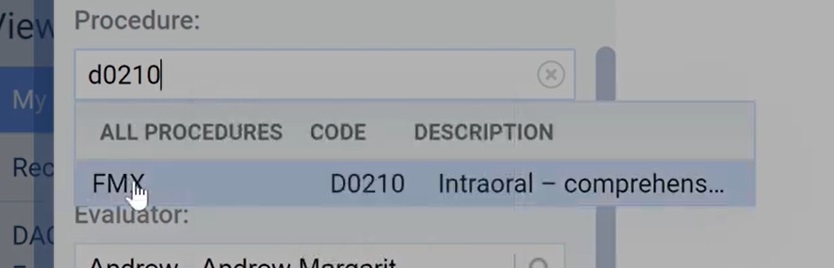 View
Procedure:
d0210
My
ALL PROCEDURES CODE DESCRIPTION
Rec
FMX D0210 Intraoral – comprehens...
Evaluator:
DAC
Andrew - Andrew Margarit